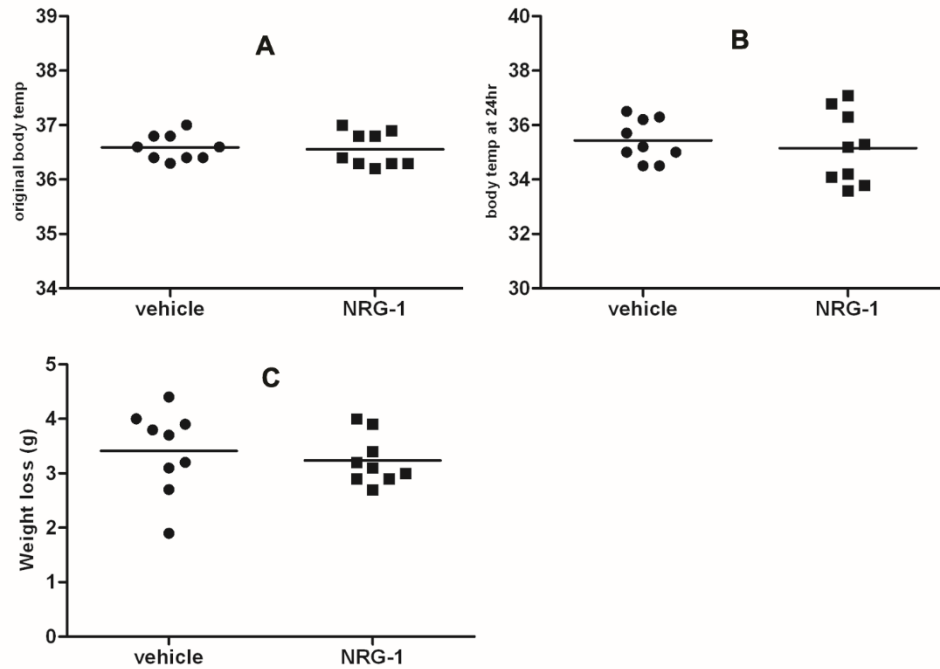 A
original body temp
39
38
37
36
35
34
vehicle NRG-1
B
body temp at 24hr
40
38
36
34
32
30
vehicle NRG-1
C
Weight loss (g)
5
4
3
2
1
0
vehicle NRG-1